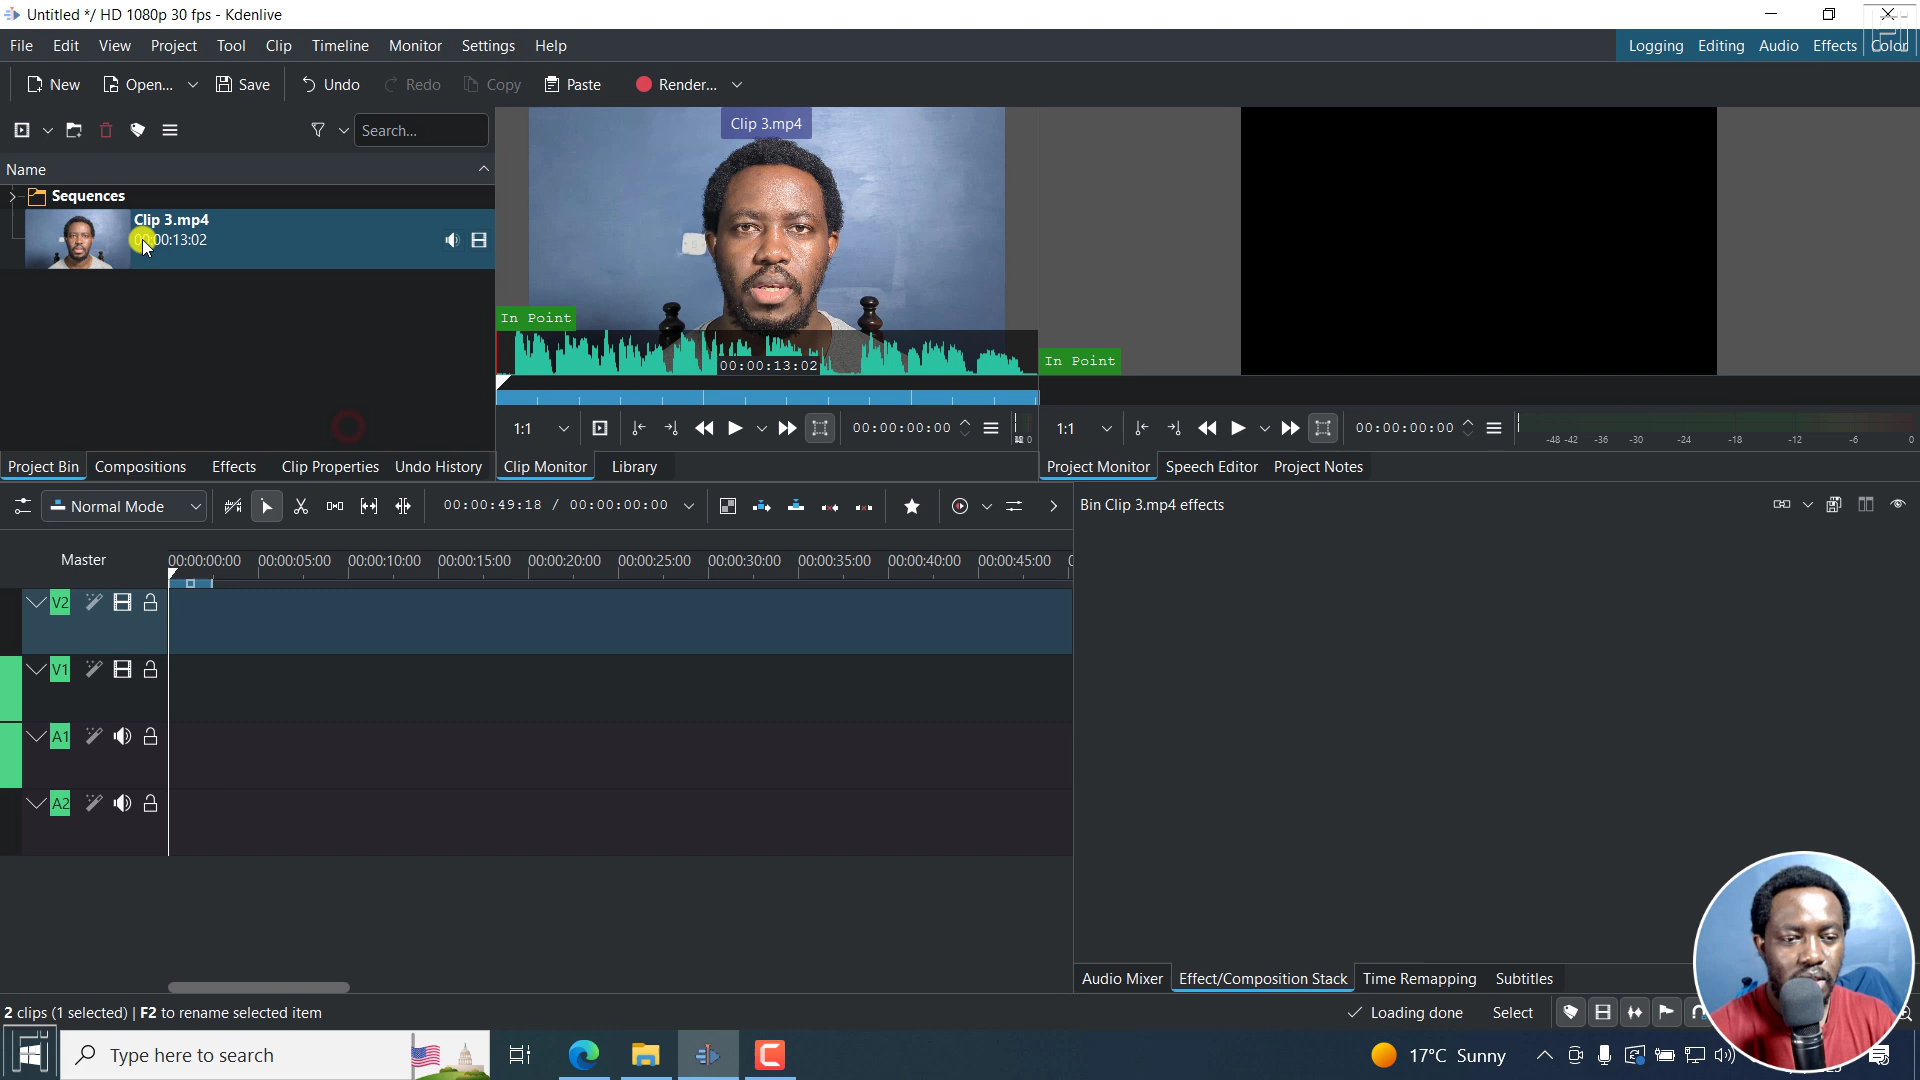 Untitled */ HD 1080p 30 fps - Kdenlive
File Edit View Project Tool Clip Timeline Monitor Settings Help
Logging Editing Audio Effects Color
New Open... Save Undo Redo Copy Paste Render...
Search...
Name
Sequences
Clip 3.mp4
00:00:13:02
Clip 3.mp4
In Point
00:00:13:02
In Point
1:1
00:00:00:00
0
1:1
00:00:00:00
-48 -42 -36 -30 -24 -18 -12 -6 0
Project Bin Compositions Effects Clip Properties Undo History
Clip Monitor Library
Project Monitor Speech Editor Project Notes
Normal Mode
00:00:49:18 / 00:00:00:00
Bin Clip 3.mp4 effects
Master
00:00:00:00 00:00:05:00 00:00:10:00 00:00:15:00 00:00:20:00 00:00:25:00 00:00:30:00 00:00:35:00 00:00:40:00 00:00:45:00
V2
V1
A1
A2
Audio Mixer Effect/Composition Stack Time Remapping Subtitles
2 clips (1 selected) | F2 to rename selected item
Loading done Select
Type here to search
17°C Sunny